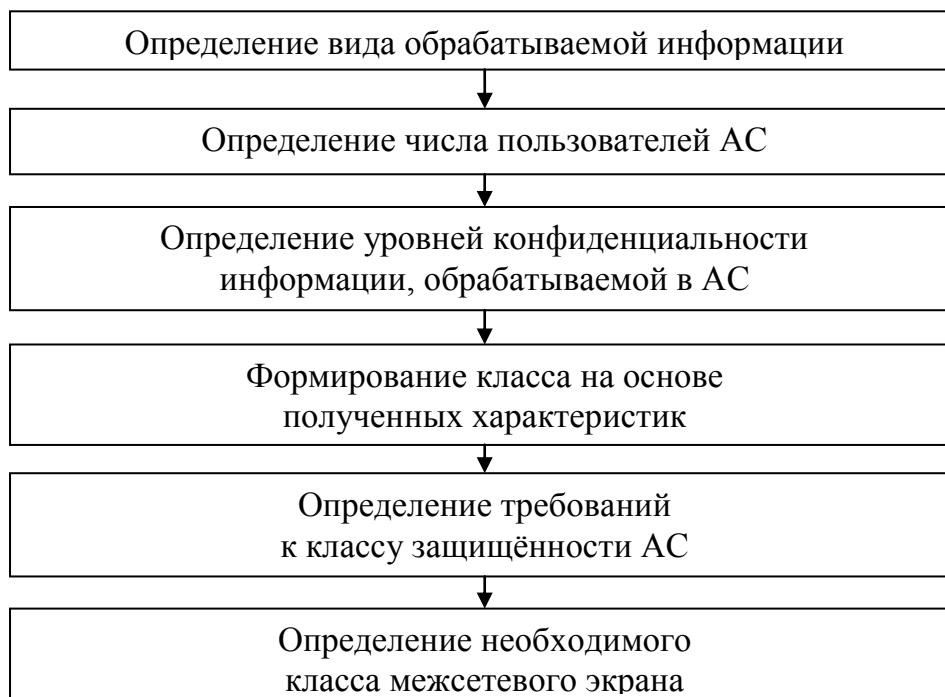 Определение вида обрабатываемой информации
Определение числа пользователей АС
Определение уровней конфиденциальности
информации, обрабатываемой в АС
Формирование класса на основе
полученных характеристик
Определение требований
к классу защищённости АС
Определение необходимого
класса межсетевого экрана